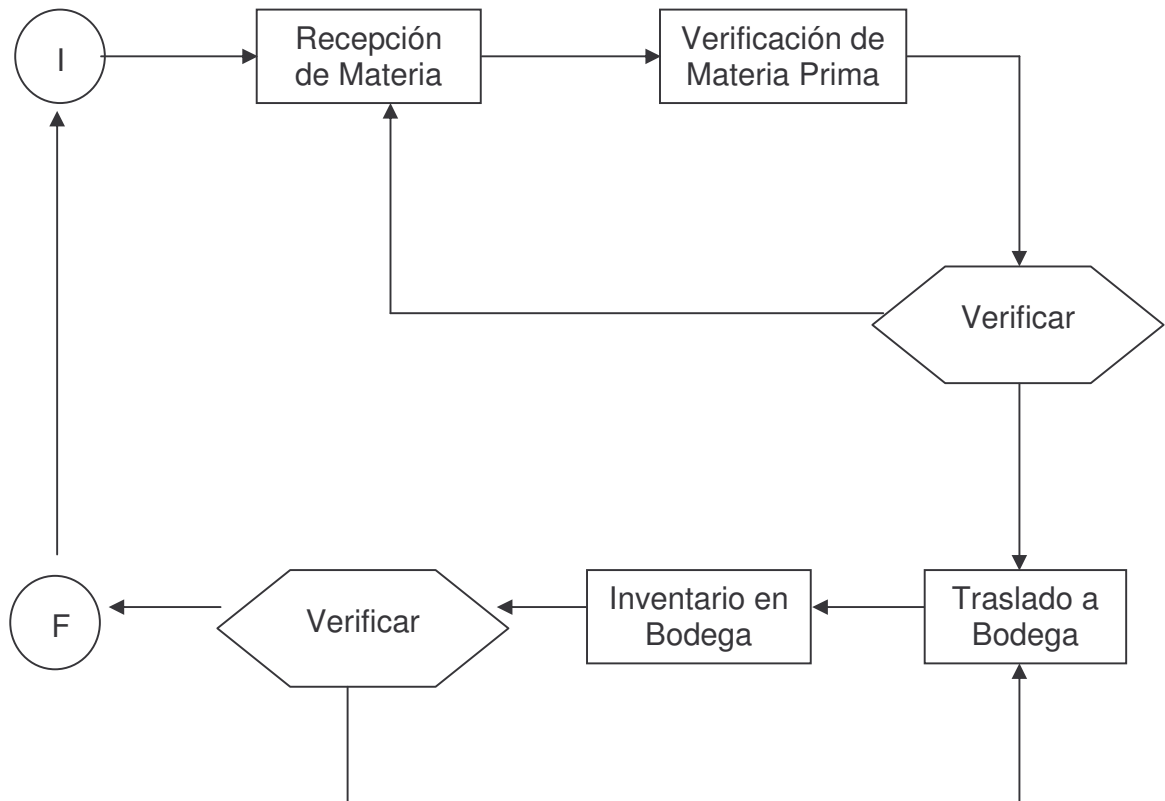 I
Recepción
de Materia
Verificación de
Materia Prima
Verificar
F
Verificar
Inventario en
Bodega
Traslado a
Bodega